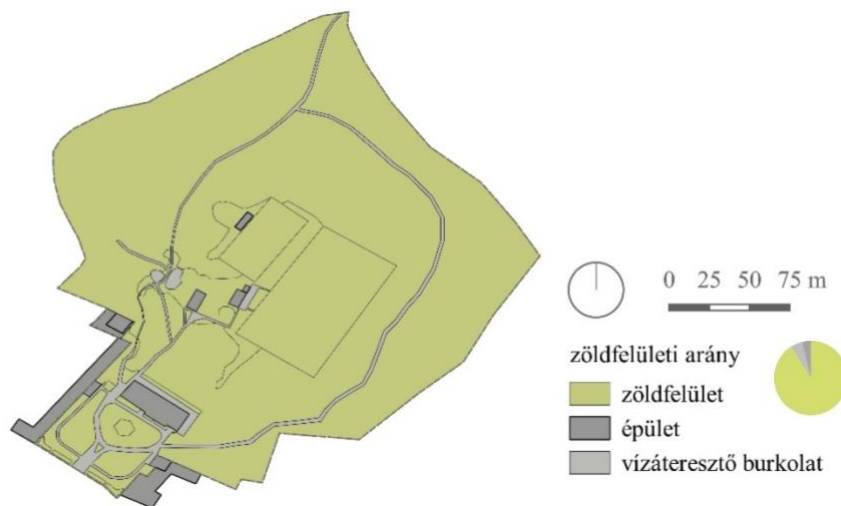 0 25 50 75 m
zöldfelületi arány
zöldfelület
épület
vízáteresztő burkolat